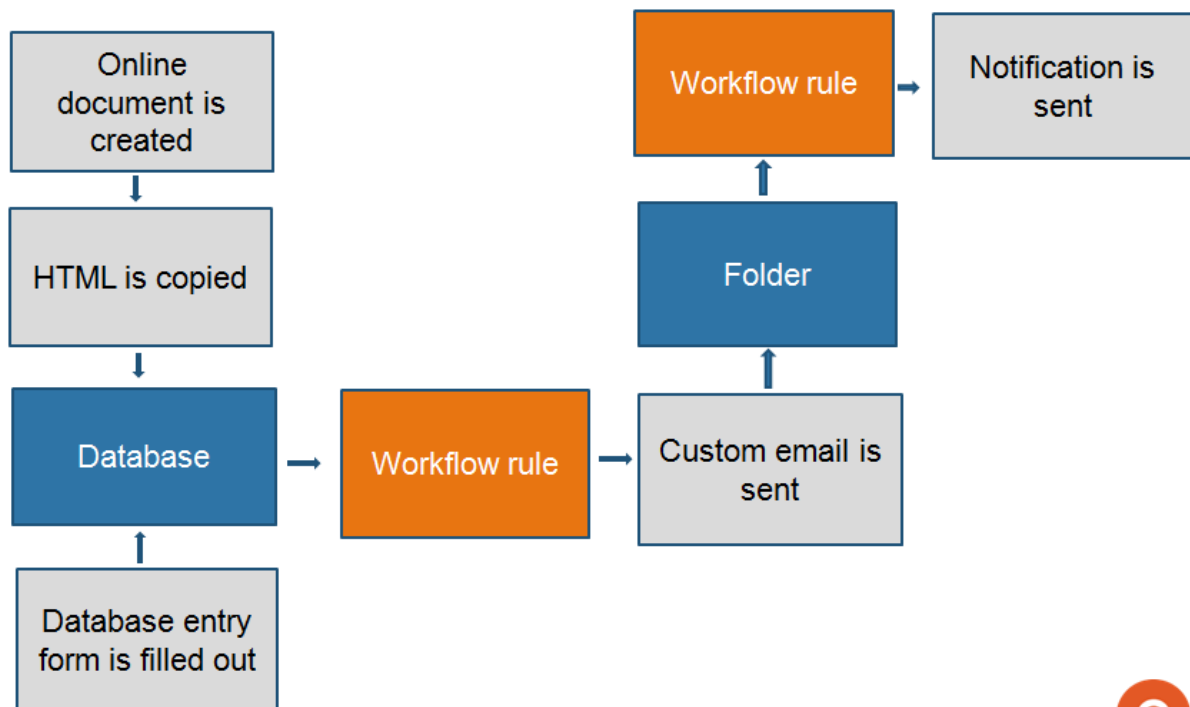 Online
document is
created
HTML is copied
Database
Database entry
form is filled out
Workflow rule
Custom email is
sent
Folder
Workflow rule
Notification is
sent